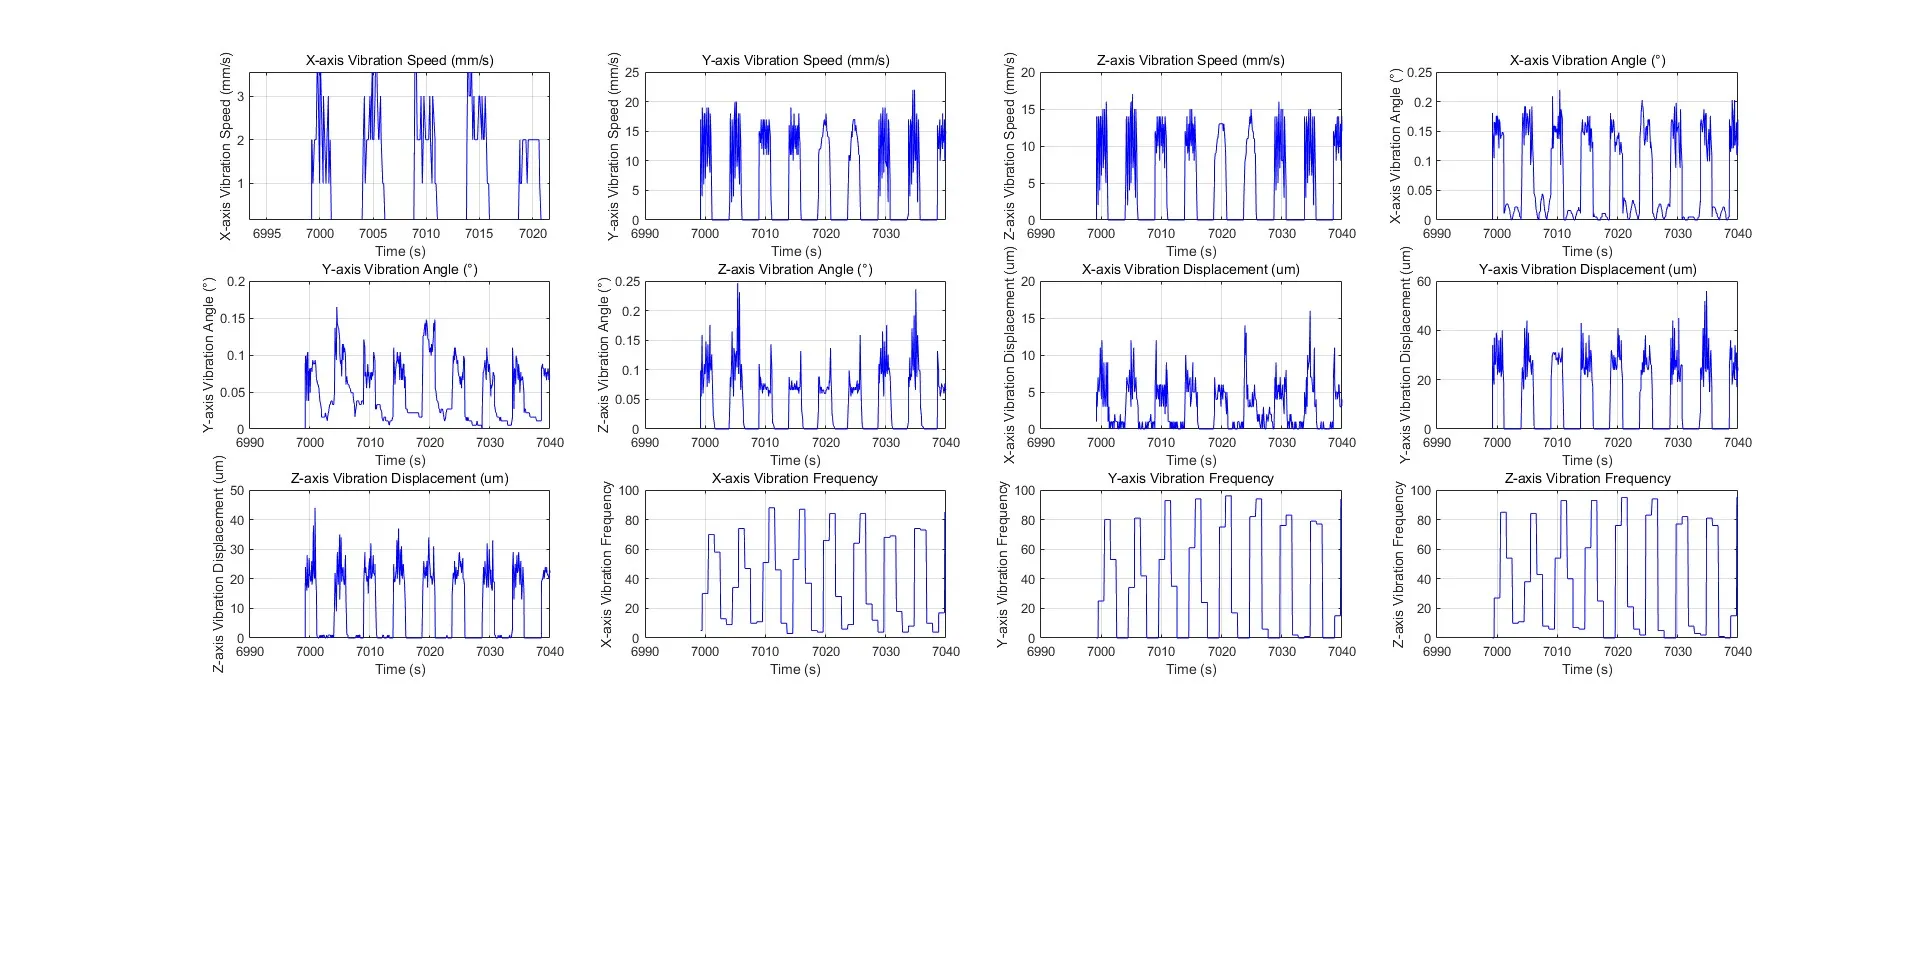 X-axis Vibration Speed (mm/s)
X-axis Vibration Speed (mm/s)
3
2
1
6995 7000 7005 7010 7015 7020
Time (s)
Y-axis Vibration Speed (mm/s)
Y-axis Vibration Speed (mm/s)
25
20
15
10
5
0
6990 7000 7010 7020 7030
Time (s)
Z-axis Vibration Speed (mm/s)
Z-axis Vibration Speed (mm/s)
20
15
10
5
0
6990 7000 7010 7020 7030 7040
Time (s)
X-axis Vibration Angle (°)
X-axis Vibration Angle (°)
0.25
0.2
0.15
0.1
0.05
0
6990 7000 7010 7020 7030 7040
Time (s)
Y-axis Vibration Angle (°)
Y-axis Vibration Angle (°)
0.2
0.15
0.1
0.05
0
6990 7000 7010 7020 7030 7040
Time (s)
Z-axis Vibration Angle (°)
Z-axis Vibration Angle (°)
0.25
0.2
0.15
0.1
0.05
0
6990 7000 7010 7020 7030 7040
Time (s)
X-axis Vibration Displacement (um)
X-axis Vibration Displacement (um)
20
15
10
5
0
6990 7000 7010 7020 7030 7040
Time (s)
Y-axis Vibration Displacement (um)
Y-axis Vibration Displacement (um)
60
40
20
0
6990 7000 7010 7020 7030 7040
Time (s)
Z-axis Vibration Displacement (um)
Z-axis Vibration Displacement (um)
50
40
30
20
10
0
6990 7000 7010 7020 7030 7040
Time (s)
X-axis Vibration Frequency
X-axis Vibration Frequency
100
80
60
40
20
0
6990 7000 7010 7020 7030 7040
Time (s)
Y-axis Vibration Frequency
Y-axis Vibration Frequency
100
80
60
40
20
0
6990 7000 7010 7020 7030 7040
Time (s)
Z-axis Vibration Frequency
Z-axis Vibration Frequency
100
80
60
40
20
0
6990 7000 7010 7020 7030 7040
Time (s)